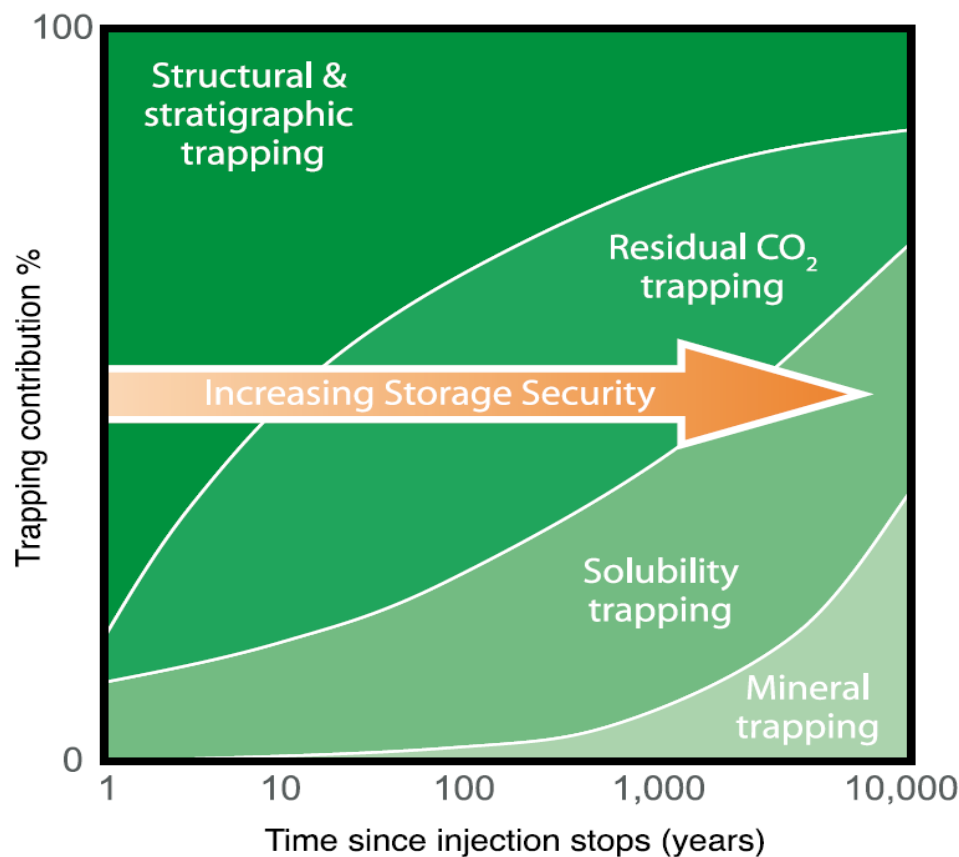 100
Structural &
stratigraphic
trapping
Residual CO₂
trapping
Increasing Storage Security
Solubility
trapping
Mineral
trapping
Trapping contribution %
0
1 10 100 1,000 10,000
Time since injection stops (years)